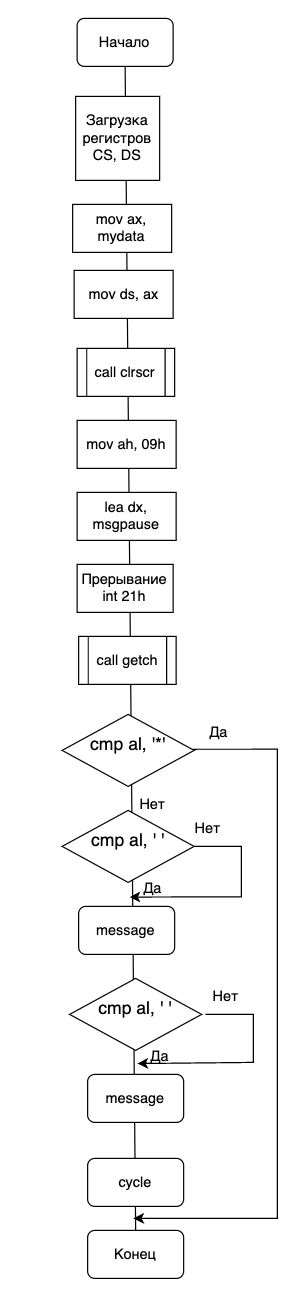 Начало
Загрузка
регистров
CS, DS
mov ax,
mydata
mov ds, ax
call clrscr
mov ah, 09h
lea dx,
msgpause
Прерывание
int 21h
call getch
cmp al, '*'
Да
Нет
cmp al, ' '
Нет
Да
message
cmp al, ' '
Нет
Да
message
cycle
Конец